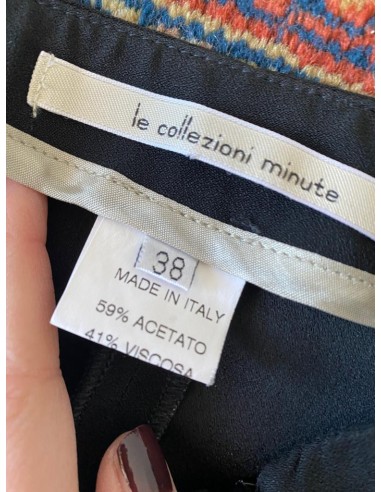 le collezioni minute
38
MADE IN ITALY
59% ACETATO
41% VISCOSA